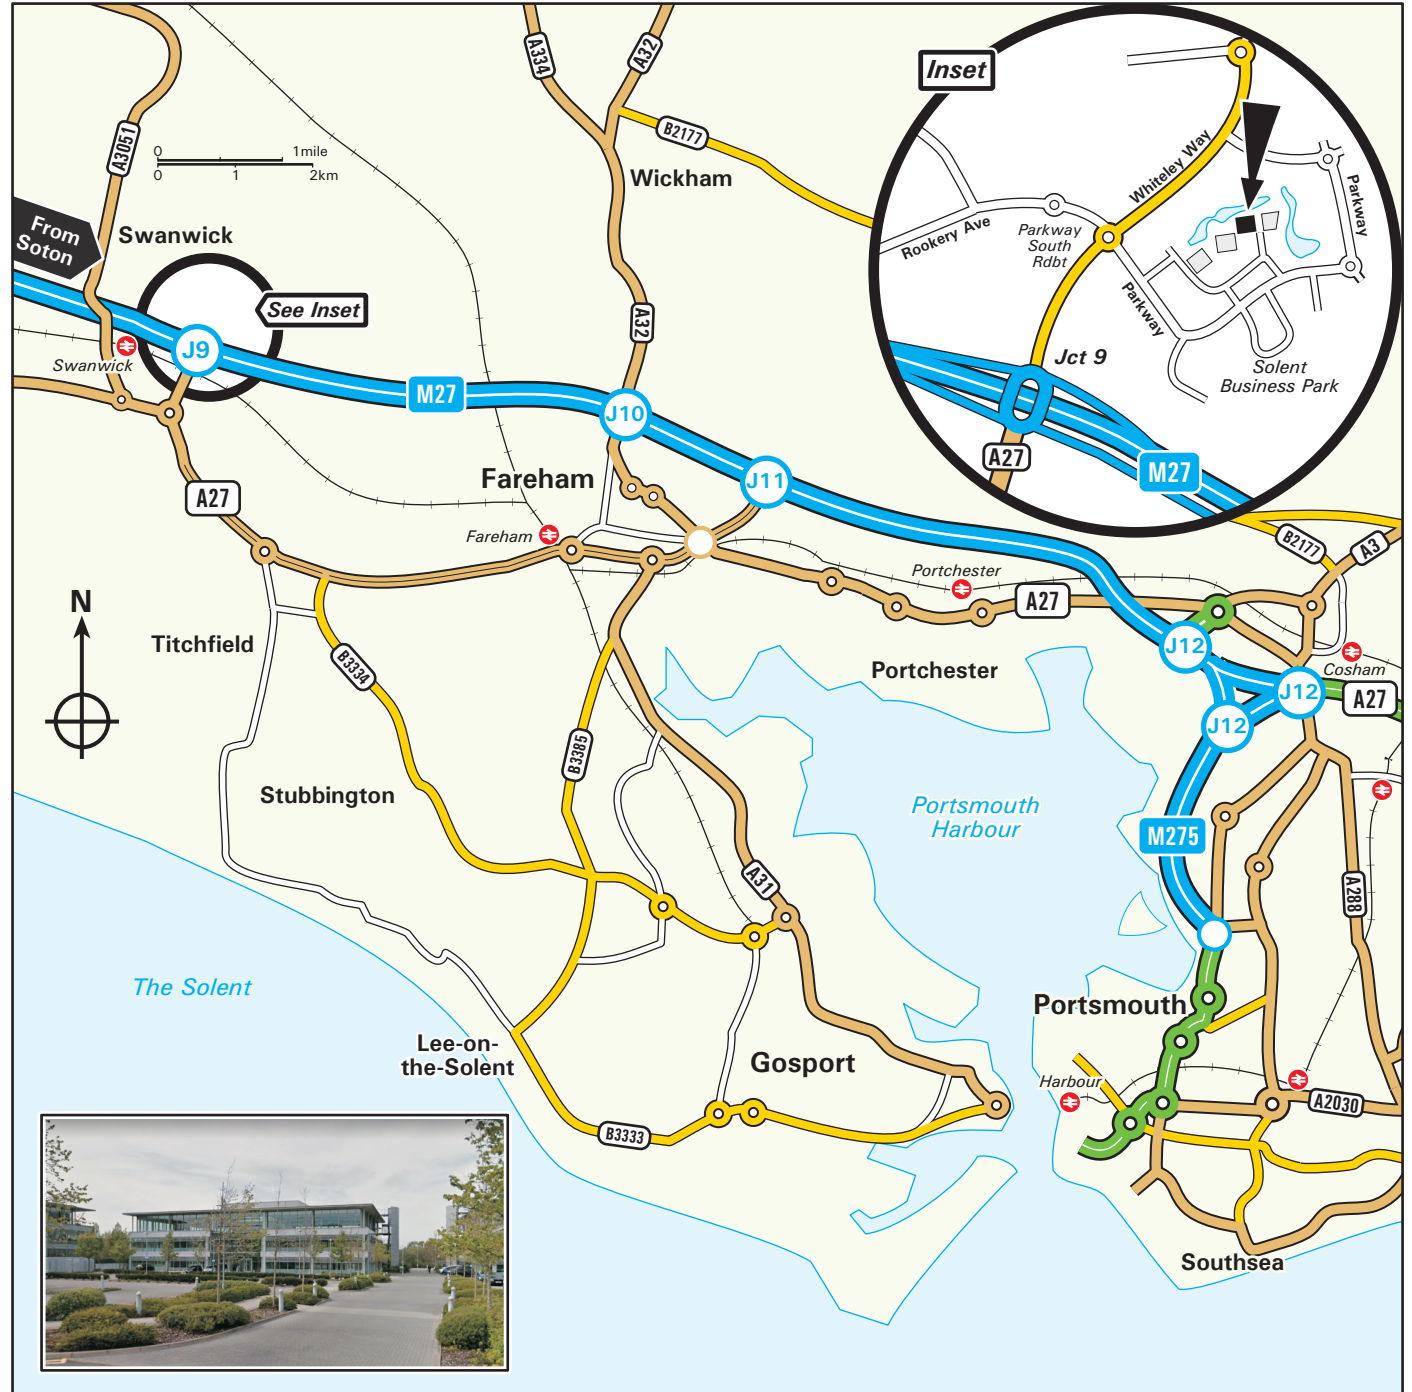 A334
A32
Inset
B2177
A3051
0
1mile
0
1
2km
Wickham
Whiteley Way
Parkway
From
Soton
Swanwick
Rookery Ave
Parkway
South
Rdbt
Parkway
See Inset
A32
J9
Swanwick
M27
J10
Jct 9
Solent
Business Park
A27
M27
Fareham
J11
A27
Fareham
B2177
A3
Portchester
A27
N
Titchfield
B3334
Portchester
J12
Cosham
J12
A27
J12
B3385
Stubbington
Portsmouth
Harbour
M275
A31
A288
The Solent
Portsmouth
Lee-on-
the-Solent
Gosport
Harbour
A2030
B3333
Southsea